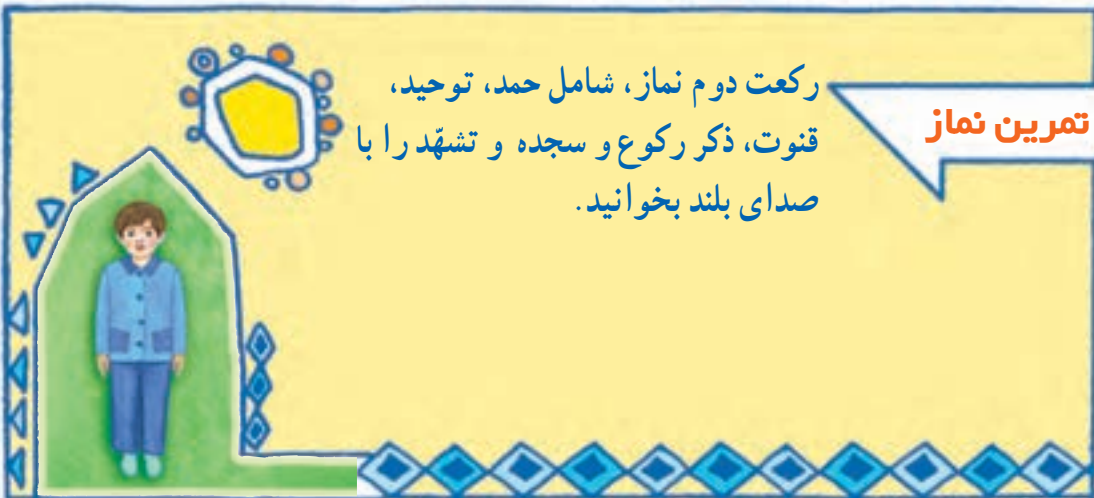 تمرین نماز
رکعت دوم نماز، شامل حمد، توحید،
قنوت، ذکر رکوع و سجده و تشهّد را با
صدای بلند بخوانید.